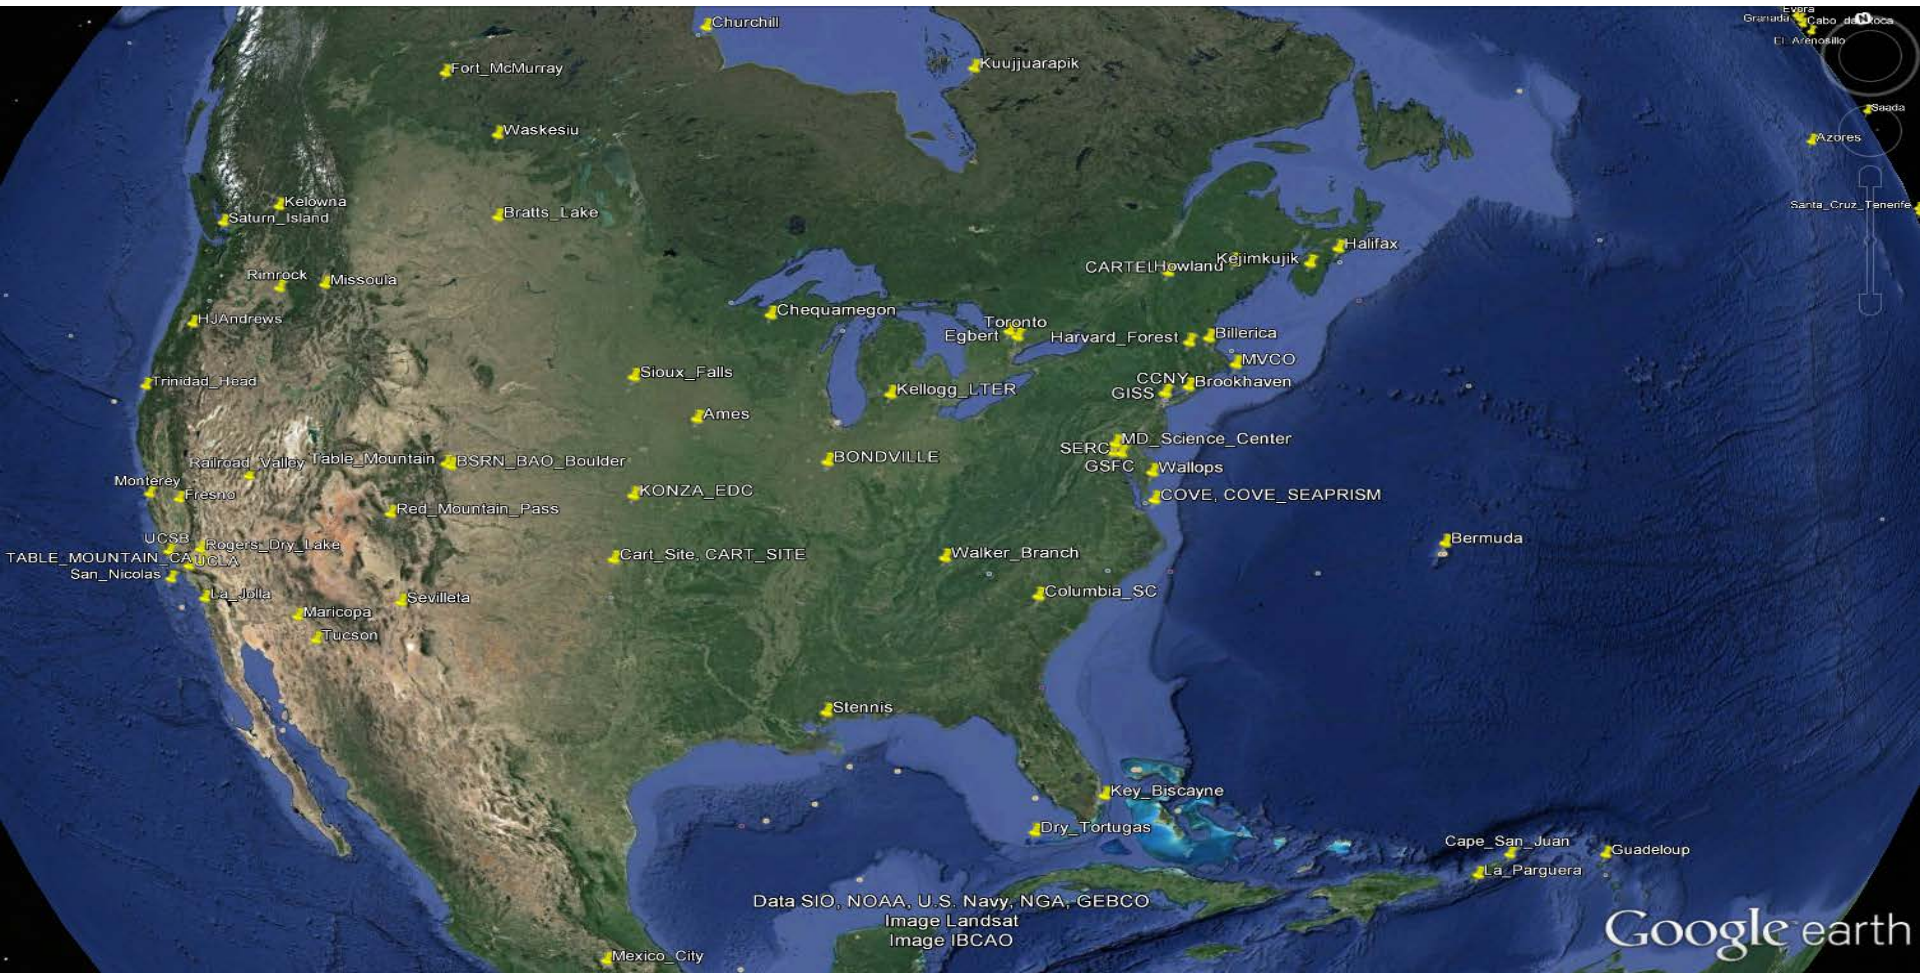 Churchill
Evora
Granada
Cabo_da_Roca
El_Arenosillo
Fort_McMurray
Kuujjuarapik
Saada
Waskesiu
Azores
Kelowna
Saturn_Island
Bratts_Lake
Santa_Cruz_Tenerife
Halifax
Kejimkujik
CARTEL
Howland
Rimrock
Missoula
HJAndrews
Chequamegon
Toronto
Egbert
Harvard_Forest
Billerica
MVCO
Trinidad_Head
Sioux_Falls
Kellogg_LTER
CCNY
Brookhaven
GISS
Ames
MD_Science_Center
SERC
GSFC
Wallops
Railroad_Valley
Table_Mountain
BSRN_BAO_Boulder
BONDVILLE
Monterey
Fresno
KONZA_EDC
COVE, COVE_SEAPRISM
Red_Mountain_Pass
UCSB
Rogers_Dry_Lake
TABLE_MOUNTAIN_CA
UCLA
San_Nicolas
Cart_Site, CART_SITE
Walker_Branch
Bermuda
La_Jolla
Sevilleta
Columbia_SC
Maricopa
Tucson
Stennis
Key_Biscayne
Dry_Tortugas
Cape_San_Juan
Guadeloup
La_Parguera
Data SIO, NOAA, U.S. Navy, NGA, GEBCO
Image Landsat
Image IBCAO
Google earth
Mexico_City
N